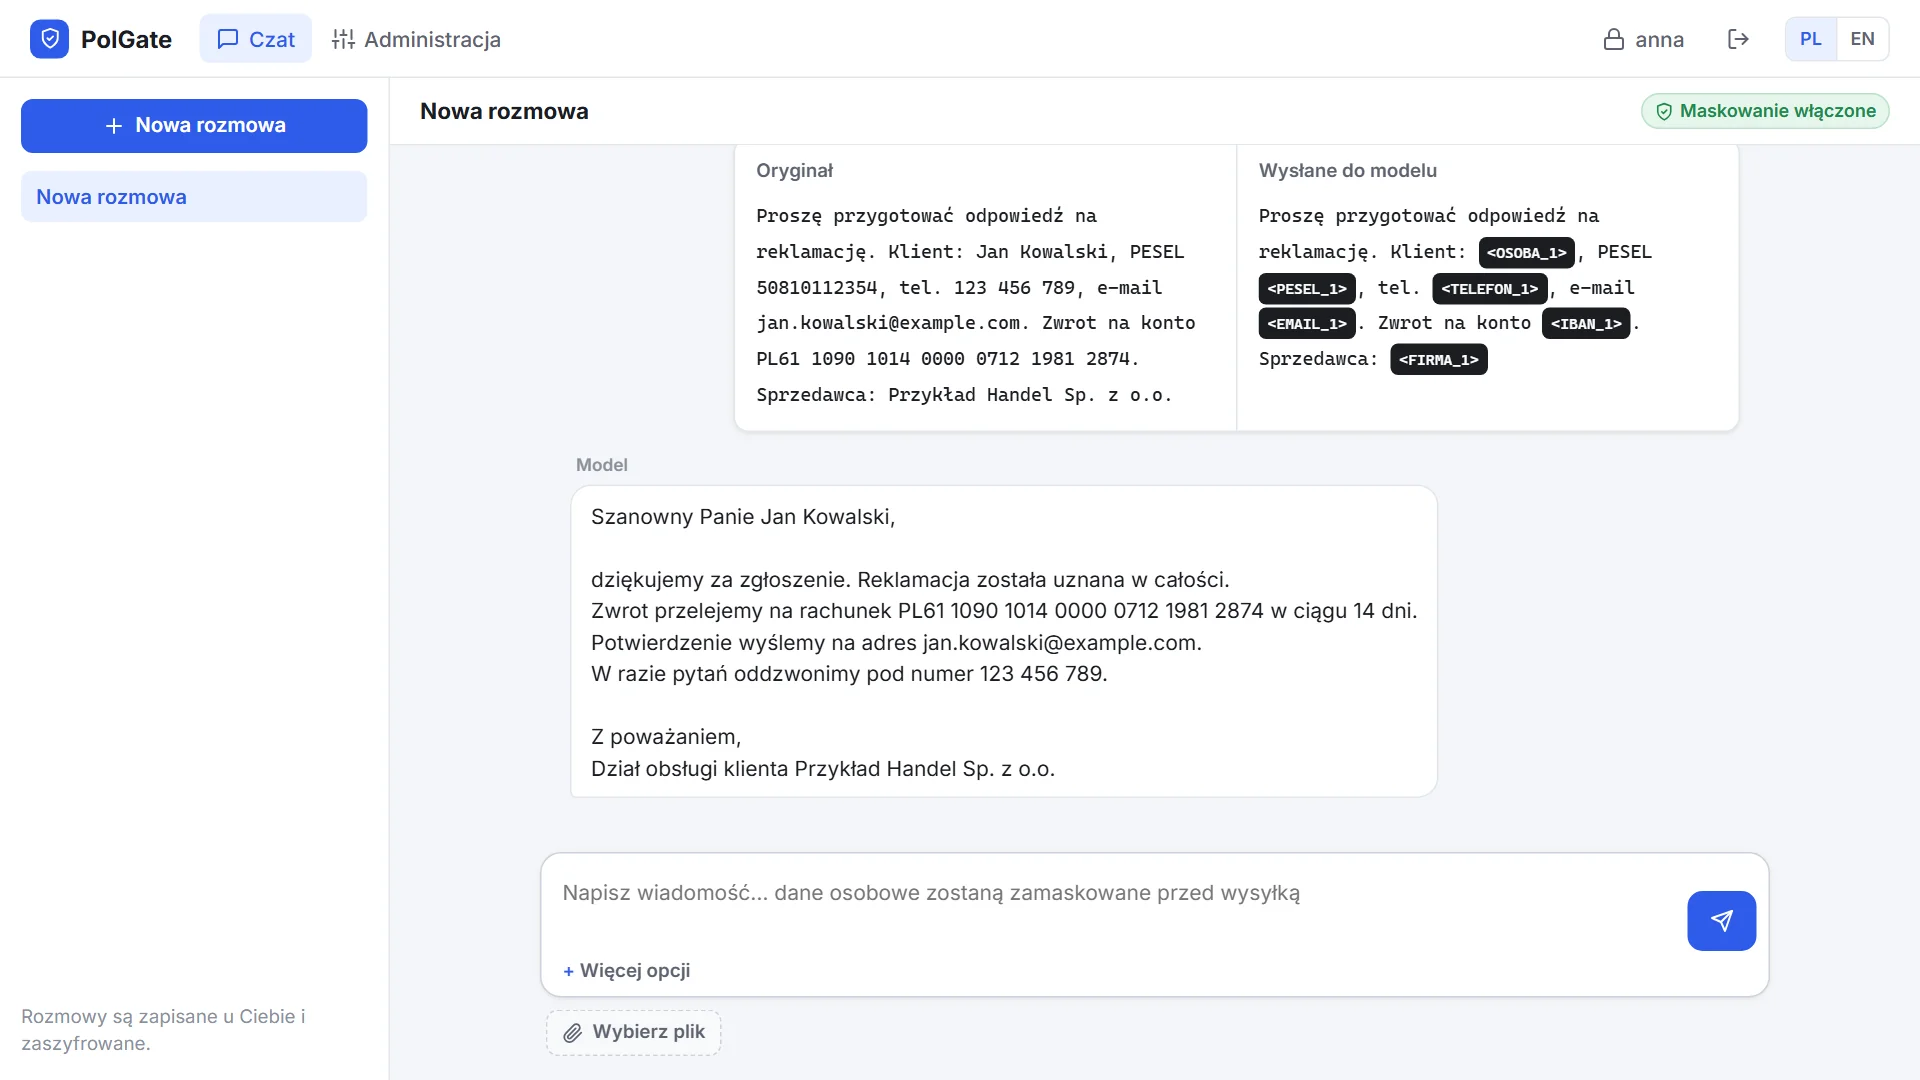 PolGate
Czat
Administracja
anna
PL
EN
Nowa rozmowa
Nowa rozmowa
Rozmowy są zapisane u Ciebie i
zaszyfrowane.
Nowa rozmowa
Maskowanie włączone
Oryginał
Proszę przygotować odpowiedź na
reklamację. Klient: Jan Kowalski, PESEL
50810112354, tel. 123 456 789, e-mail
jan.kowalski@example.com. Zwrot na konto
PL61 1090 1014 0000 0712 1981 2874.
Sprzedawca: Przykład Handel Sp. z o.o.
Wysłane do modelu
Proszę przygotować odpowiedź na
reklamację. Klient: <OSOBA_1>, PESEL
<PESEL_1>, tel. <TELEFON_1>, e-mail
<EMAIL_1>. Zwrot na konto <IBAN_1>.
Sprzedawca: <FIRMA_1>
Model
Szanowny Panie Jan Kowalski,
dziękujemy za zgłoszenie. Reklamacja została uznana w całości.
Zwrot przelejemy na rachunek PL61 1090 1014 0000 0712 1981 2874 w ciągu 14 dni.
Potwierdzenie wyślemy na adres jan.kowalski@example.com.
W razie pytań oddzwonimy pod numer 123 456 789.
Z poważaniem,
Dział obsługi klienta Przykład Handel Sp. z o.o.
Napisz wiadomość... dane osobowe zostaną zamaskowane przed wysyłką
+ Więcej opcji
Wybierz plik